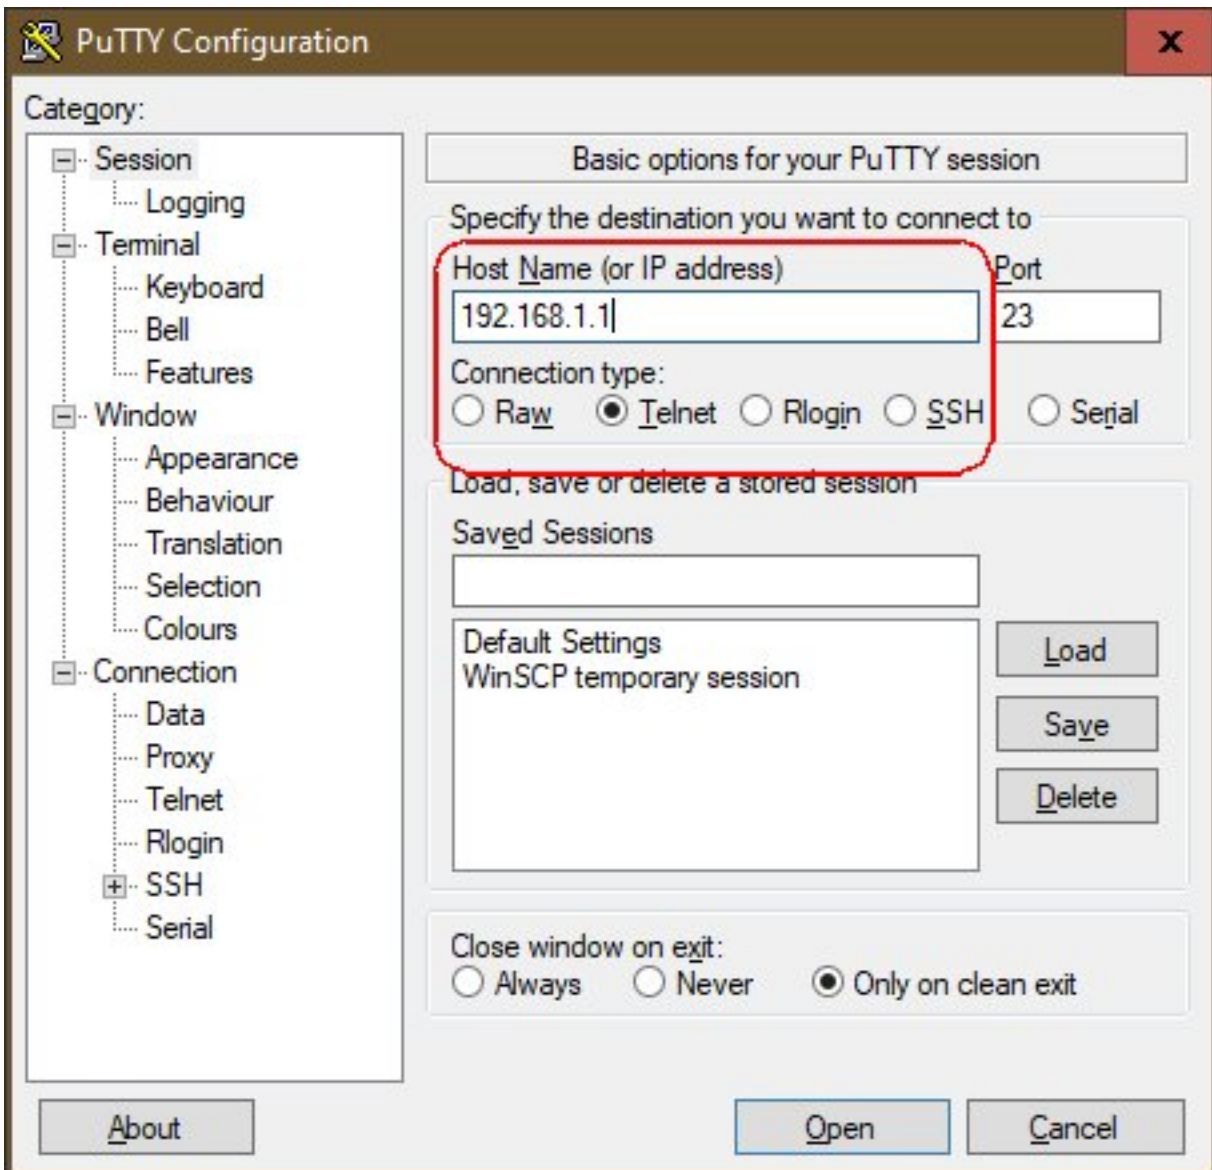 PuTTY Configuration
Category:
Session
Logging
Terminal
Keyboard
Bell
Features
Window
Appearance
Behaviour
Translation
Selection
Colours
Connection
Data
Proxy
Telnet
Rlogin
SSH
Serial
Basic options for your PuTTY session
Specify the destination you want to connect to
Host Name (or IP address) Port
192.168.1.1 23
Connection type:
Raw Telnet Rlogin SSH Serial
Load, save or delete a stored session
Saved Sessions
Default Settings
WinSCP temporary session
Load
Save
Delete
Close window on exit:
Always Never Only on clean exit
About Open Cancel